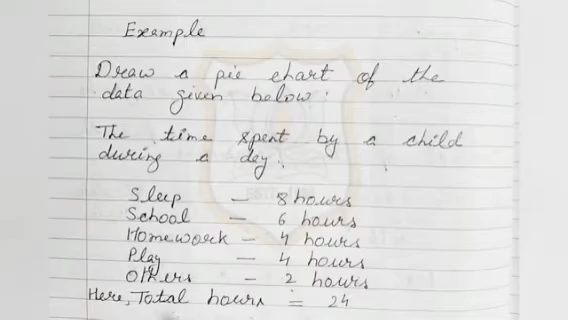 Example
Draw a pie chart of the
data given below:
The time spent by a child
during a day.
Sleep - 8 hours
School - 6 hours
Homework - 4 hours
Play - 4 hours
Others - 2 hours
Here, Total hours = 24